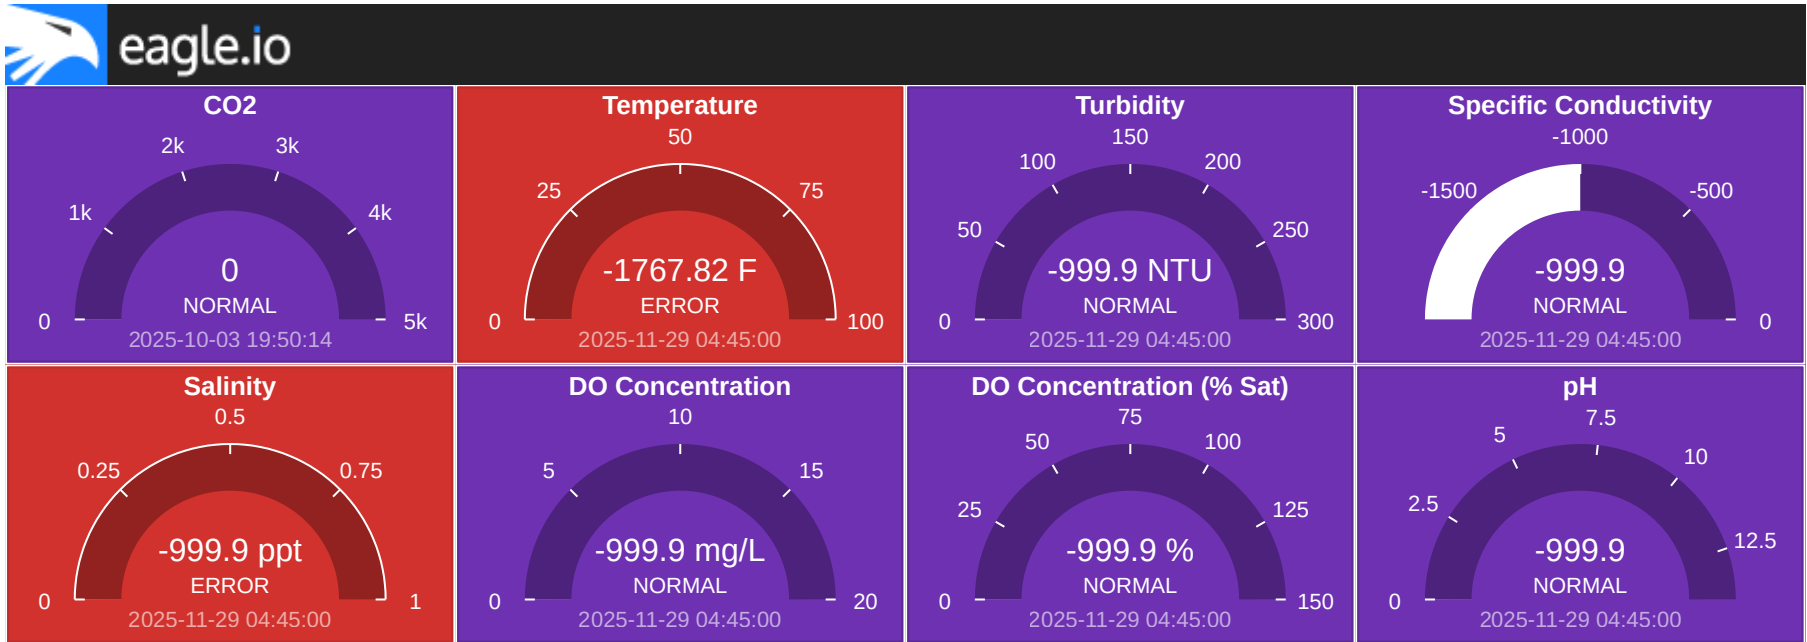 eagle.io
CO2
2k
3k
1k
4k
0
NORMAL
0
5k
2025-10-03 19:50:14
Temperature
50
25
75
-1767.82 F
ERROR
0
100
2025-11-29 04:45:00
Turbidity
150
100
200
50
250
-999.9 NTU
NORMAL
0
300
2025-11-29 04:45:00
Specific Conductivity
-1000
-1500
-500
-999.9
NORMAL
0
2025-11-29 04:45:00
Salinity
0.5
0.25
0.75
-999.9 ppt
ERROR
0
1
2025-11-29 04:45:00
DO Concentration
10
5
15
-999.9 mg/L
NORMAL
0
20
2025-11-29 04:45:00
DO Concentration (% Sat)
75
50
100
25
125
-999.9 %
NORMAL
0
150
2025-11-29 04:45:00
pH
7.5
5
10
2.5
12.5
-999.9
NORMAL
0
2025-11-29 04:45:00